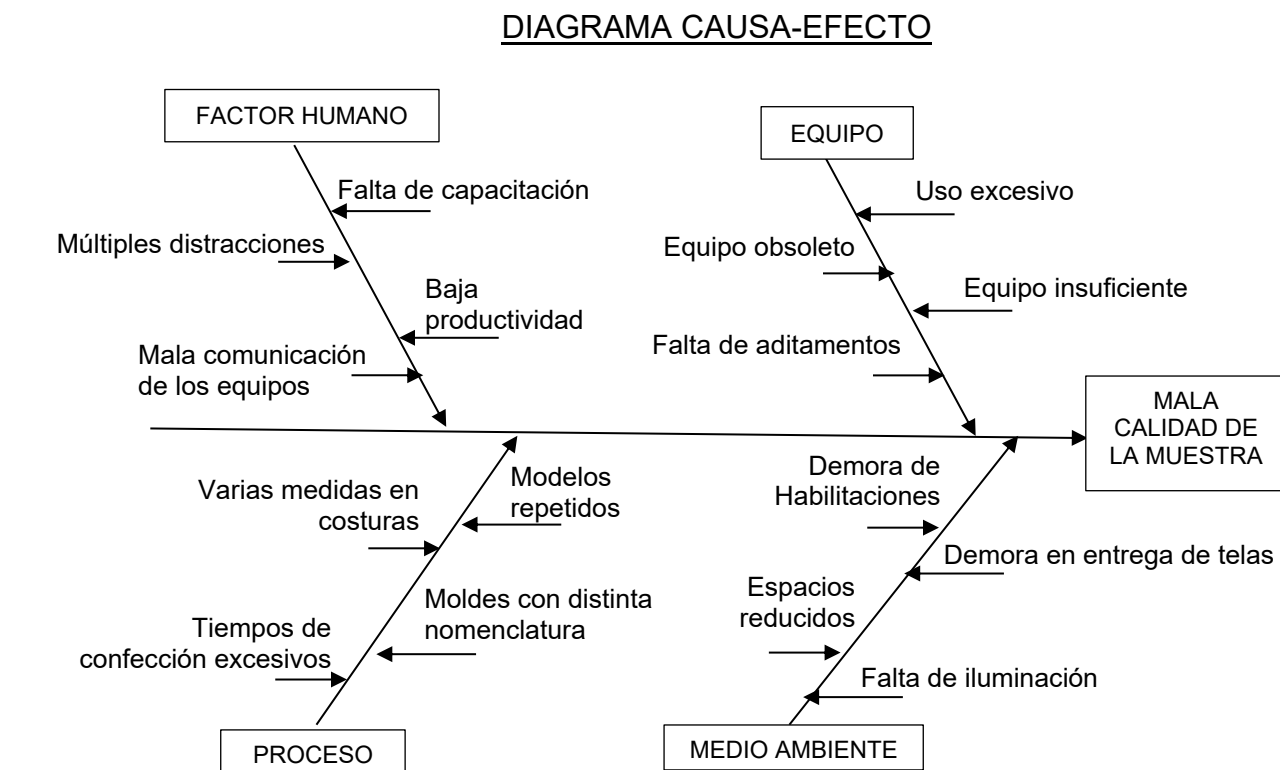 DIAGRAMA CAUSA-EFECTO
FACTOR HUMANO
Falta de capacitación
Múltiples distracciones
Baja
productividad
Mala comunicación
de los equipos
EQUIPO
Uso excesivo
Equipo obsoleto
Equipo insuficiente
Falta de aditamentos
MALA
CALIDAD DE
LA MUESTRA
Modelos
repetidos
Varias medidas en
costuras
Moldes con distinta
nomenclatura
Tiempos de
confección excesivos
PROCESO
Demora de
Habilitaciones
Demora en entrega de telas
Espacios
reducidos
Falta de iluminación
MEDIO AMBIENTE